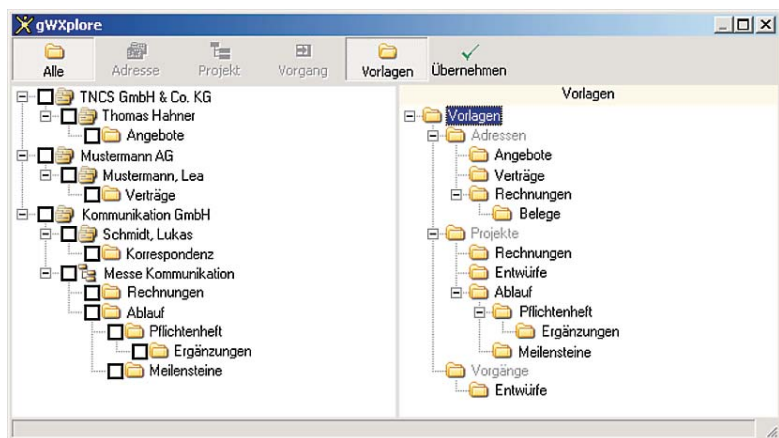 gWXplore
Alle Adresse Projekt Vorgang Vorlagen Übernehmen
TNCS GmbH & Co. KG
Thomas Hahner
Angebote
Mustermann AG
Mustermann, Lea
Verträge
Kommunikation GmbH
Schmidt, Lukas
Korrespondenz
Messe Kommunikation
Rechnungen
Ablauf
Pflichtenheft
Ergänzungen
Meilensteine
Vorlagen
Vorlagen
Adressen
Angebote
Verträge
Rechnungen
Belege
Projekte
Rechnungen
Entwürfe
Ablauf
Pflichtenheft
Ergänzungen
Meilensteine
Vorgänge
Entwürfe